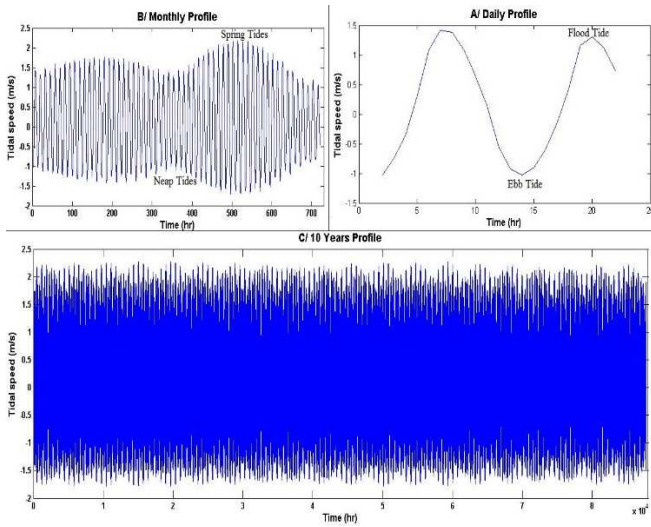 B/ Monthly Profile
Spring Tides
2.5
2
1.5
1
0.5
0
-0.5
-1
-1.5
-2
Tidal speed (m/s)
Neap Tides
0 100 200 300 400 500 600 700
Time (hr)
A/ Daily Profile
Flood Tide
1.5
1
0.5
0
-0.5
-1
-1.5
Tidal speed (m/s)
Ebb Tide
0 5 10 15 20 25
Time (hr)
C/ 10 Years Profile
2.5
2
1.5
1
0.5
0
-0.5
-1
-1.5
-2
Tidal speed (m/s)
0 1 2 3 4 5 6 7 8
Time (hr)
x 10